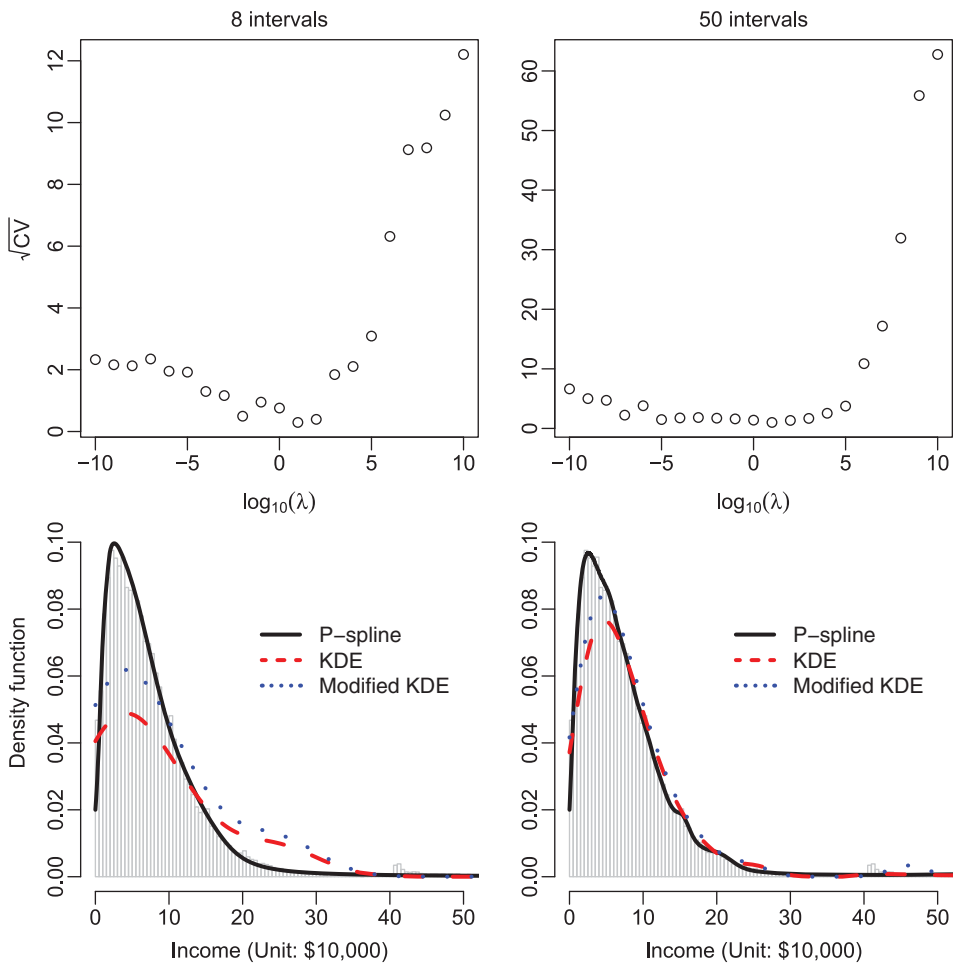 8 intervals
50 intervals
√CV
12
10
8
6
4
2
0
−10 −5 0 5 10
log₁₀(λ)
60
50
40
30
20
10
0
−10 −5 0 5 10
log₁₀(λ)
Density function
0.10
0.08
0.06
0.04
0.02
0.00
P−spline
KDE
Modified KDE
0 10 20 30 40 50
Income (Unit: $10,000)
0.10
0.08
0.06
0.04
0.02
0.00
P−spline
KDE
Modified KDE
0 10 20 30 40 50
Income (Unit: $10,000)